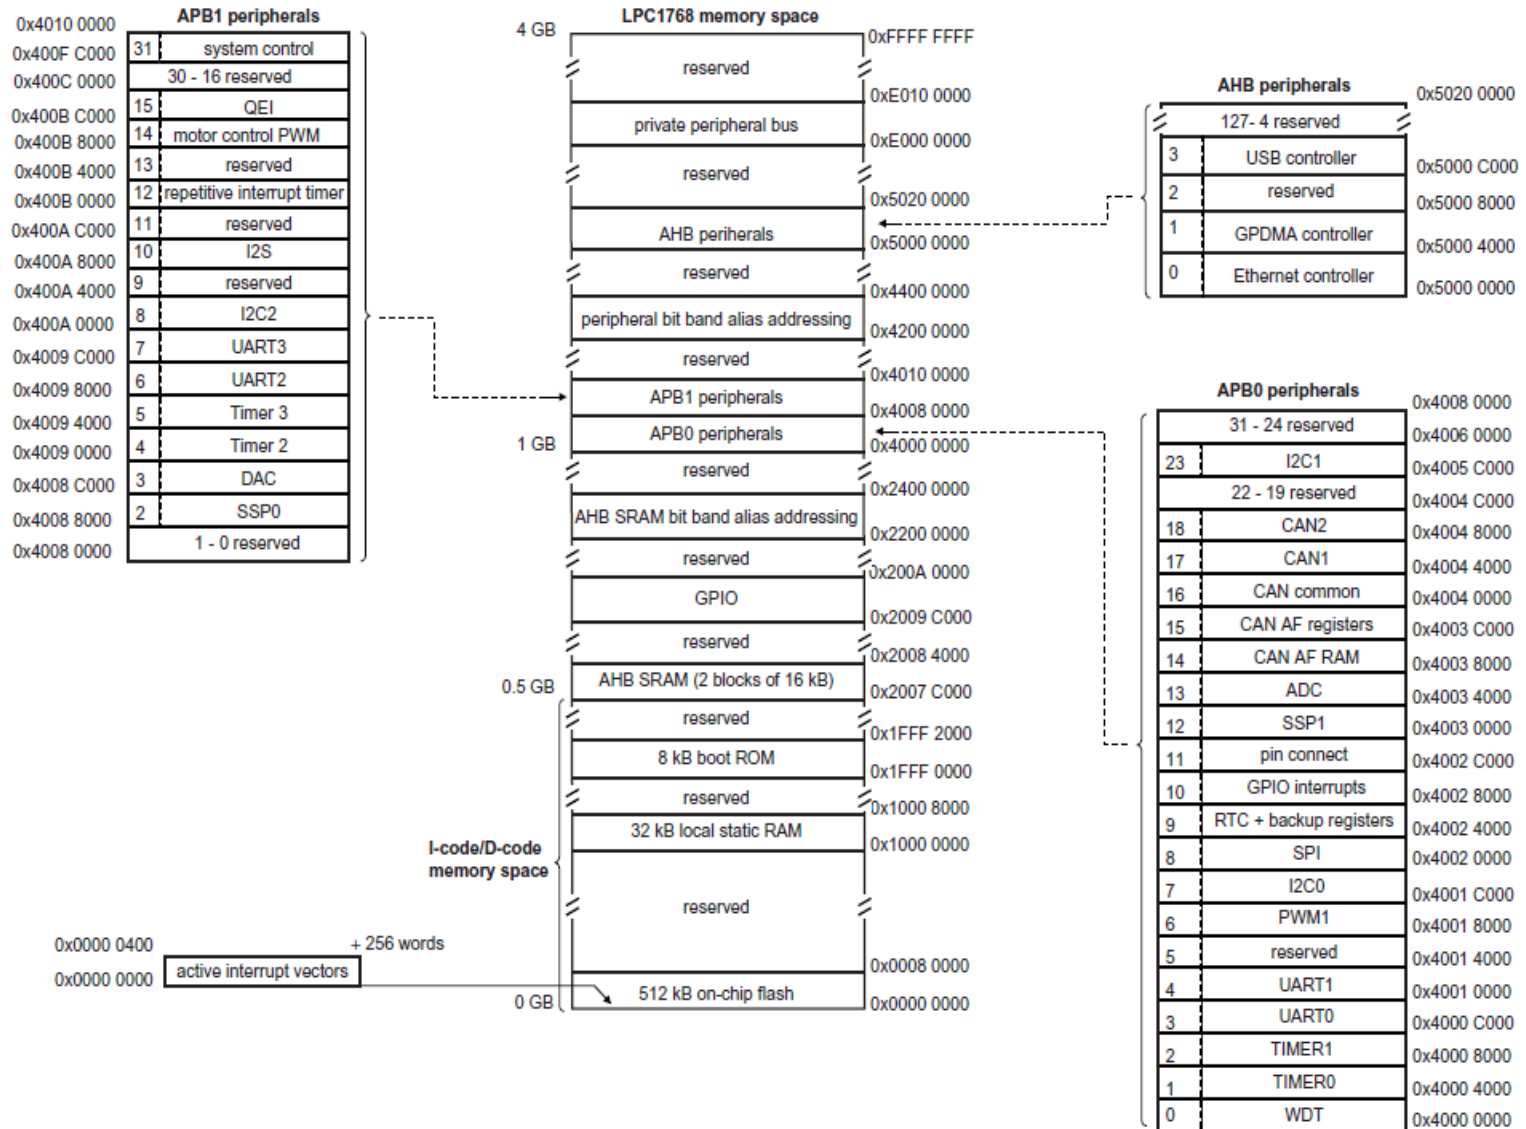 APB1 peripherals
0x4010 0000
31 system control
0x400F C000
30 - 16 reserved
0x400C 0000
15 QEI
0x400B C000
14 motor control PWM
0x400B 8000
13 reserved
0x400B 4000
12 repetitive interrupt timer
0x400B 0000
11 reserved
0x400A C000
10 I2S
0x400A 8000
9 reserved
0x400A 4000
8 I2C2
0x400A 0000
7 UART3
0x4009 C000
6 UART2
0x4009 8000
5 Timer 3
0x4009 4000
4 Timer 2
0x4009 0000
3 DAC
0x4008 C000
2 SSP0
0x4008 8000
1 - 0 reserved
0x4008 0000
LPC1768 memory space
4 GB
0xFFFF FFFF
reserved
0xE010 0000
private peripheral bus
0xE000 0000
reserved
0x5020 0000
AHB periherals
0x5000 0000
reserved
0x4400 0000
peripheral bit band alias addressing
0x4200 0000
reserved
0x4010 0000
APB1 peripherals
0x4008 0000
APB0 peripherals
1 GB
0x4000 0000
reserved
0x2400 0000
AHB SRAM bit band alias addressing
0x2200 0000
reserved
0x200A 0000
GPIO
0x2009 C000
reserved
0x2008 4000
AHB SRAM (2 blocks of 16 kB)
0.5 GB
0x2007 C000
reserved
0x1FFF 2000
8 kB boot ROM
0x1FFF 0000
reserved
0x1000 8000
32 kB local static RAM
0x1000 0000
I-code/D-code
memory space
reserved
0x0008 0000
512 kB on-chip flash
0 GB
0x0000 0000
0x0000 0400
+ 256 words
active interrupt vectors
0x0000 0000
AHB peripherals
0x5020 0000
127- 4 reserved
3 USB controller
0x5000 C000
2 reserved
0x5000 8000
1 GPDMA controller
0x5000 4000
0 Ethernet controller
0x5000 0000
APB0 peripherals
0x4008 0000
31 - 24 reserved
0x4006 0000
23 I2C1
0x4005 C000
22 - 19 reserved
0x4004 C000
18 CAN2
0x4004 8000
17 CAN1
0x4004 4000
16 CAN common
0x4004 0000
15 CAN AF registers
0x4003 C000
14 CAN AF RAM
0x4003 8000
13 ADC
0x4003 4000
12 SSP1
0x4003 0000
11 pin connect
0x4002 C000
10 GPIO interrupts
0x4002 8000
9 RTC + backup registers
0x4002 4000
8 SPI
0x4002 0000
7 I2C0
0x4001 C000
6 PWM1
0x4001 8000
5 reserved
0x4001 4000
4 UART1
0x4001 0000
3 UART0
0x4000 C000
2 TIMER1
0x4000 8000
1 TIMER0
0x4000 4000
0 WDT
0x4000 0000